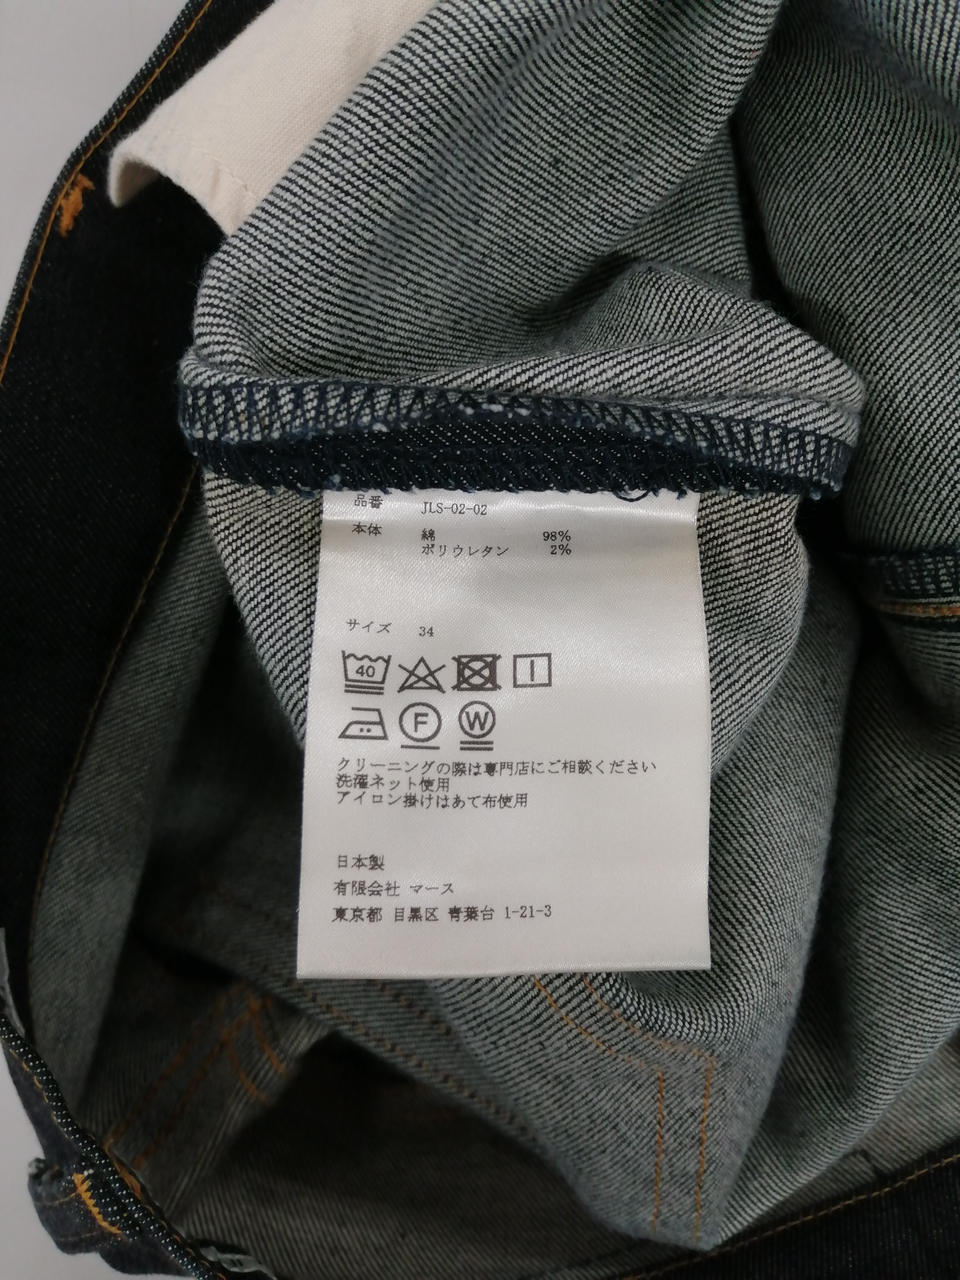 品番 JLS-02-02
本体 綿 98%
ポリウレタン 2%
サイズ 34
40
F W
クリーニングの際は専門店にご相談ください
洗濯ネット使用
アイロン掛けはあて布使用
日本製
有限会社 マース
東京都 目黒区 青葉台 1-21-3